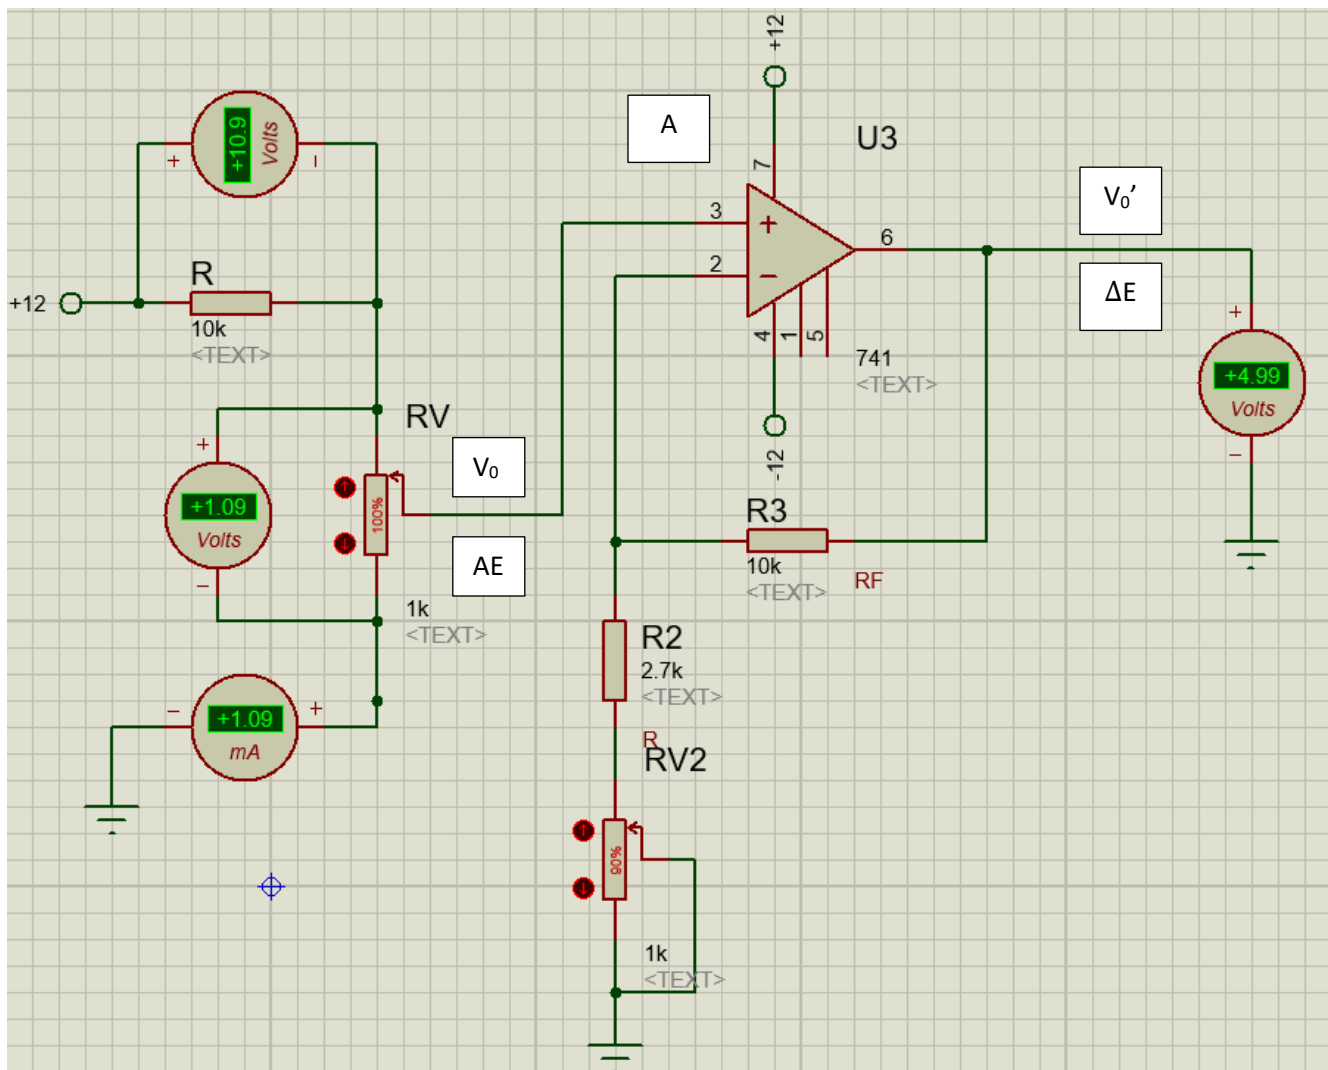 +12
A
U3
+10.9
Volts
+
−
7
3
+
V₀’
6
2
−
R
+12
ΔE
10k
<TEXT>
4
1
5
+
741
<TEXT>
+4.99
Volts
−
RV
+
V₀
-12
100%
+1.09
Volts
R3
−
AE
10k
<TEXT>
RF
1k
<TEXT>
R2
2.7k
<TEXT>
−
+
+1.09
mA
R
RV2
90%
1k
<TEXT>